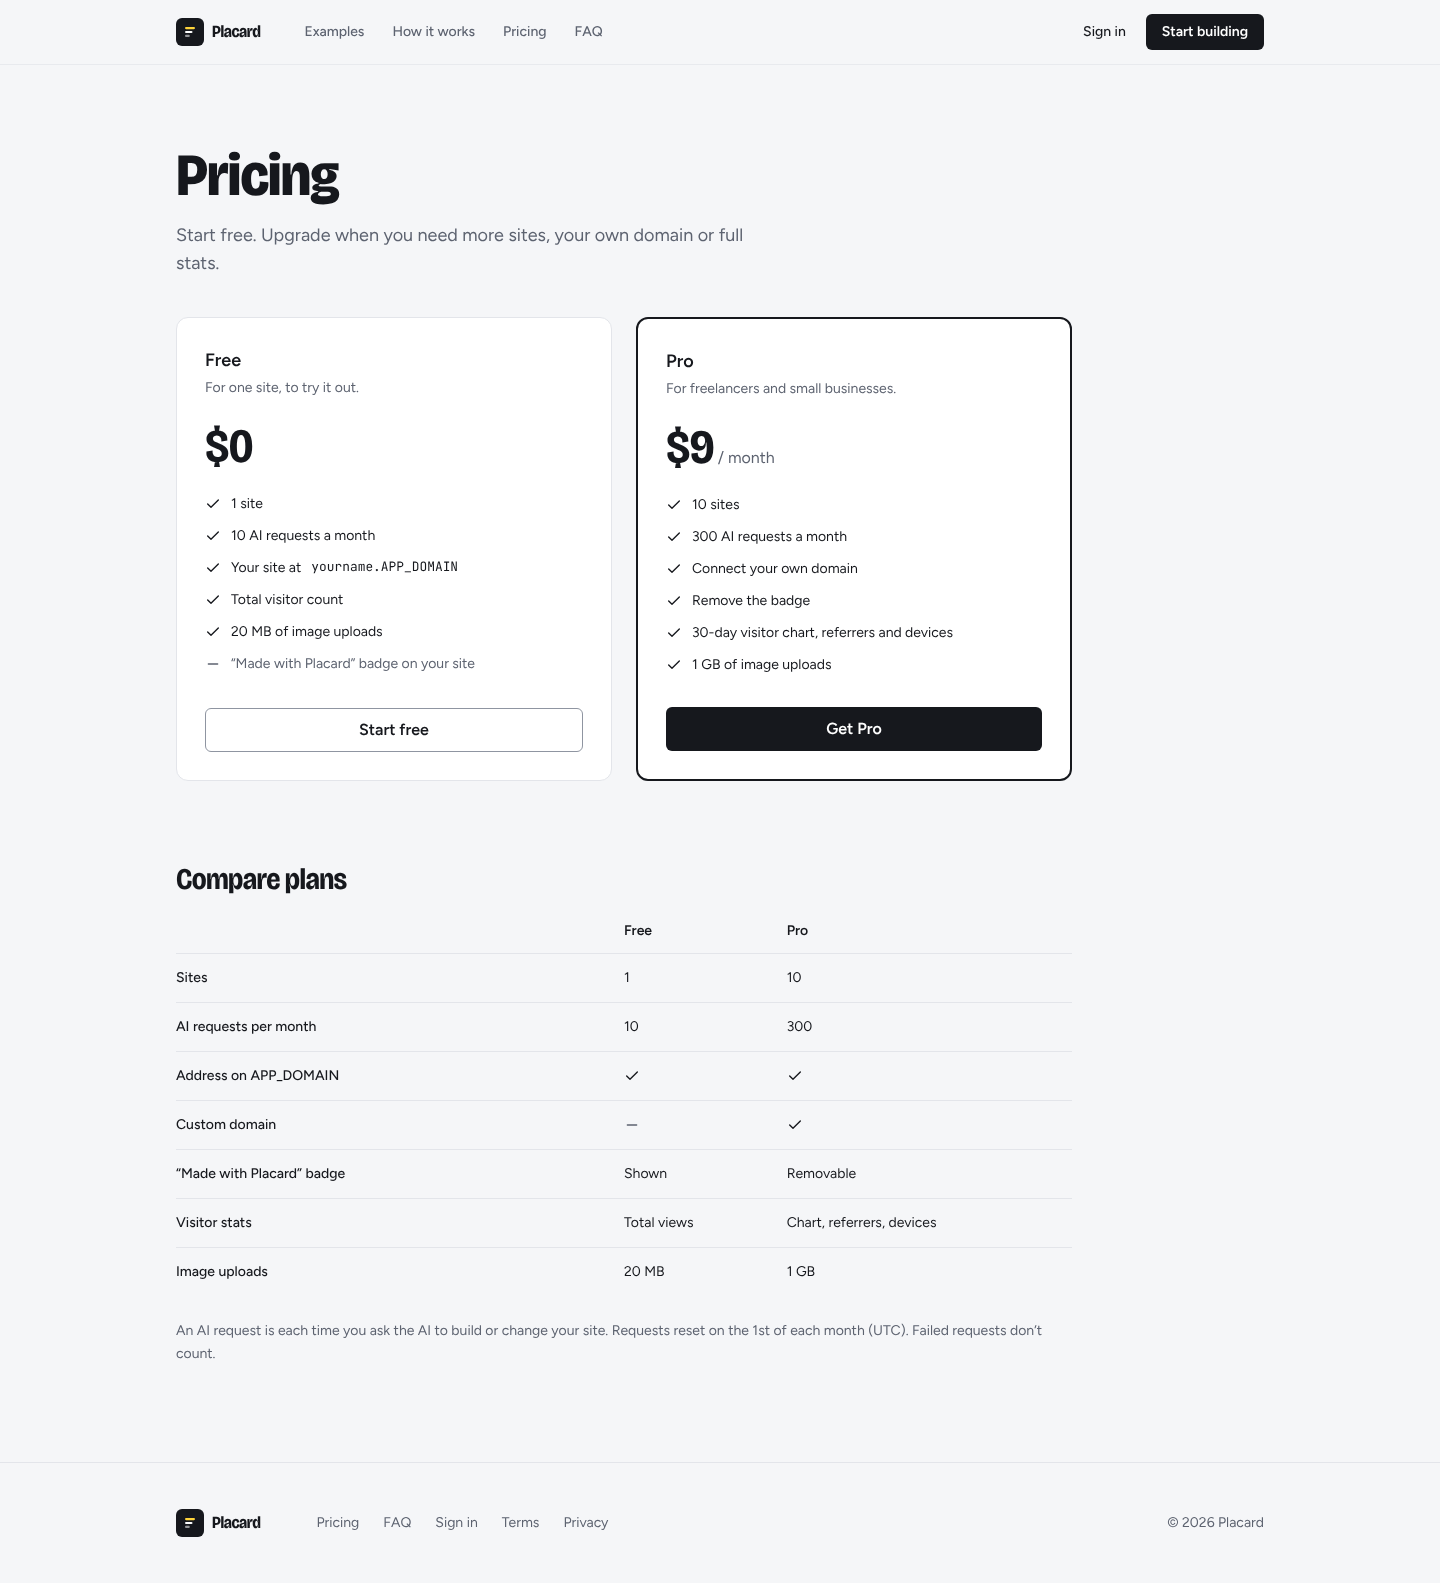 Placard
Examples
How it works
Pricing
FAQ
Sign in
Start building
Pricing
Start free. Upgrade when you need more sites, your own domain or full
stats.
Free
For one site, to try it out.
$0
1 site
10 AI requests a month
Your site at yourname.APP_DOMAIN
Total visitor count
20 MB of image uploads
“Made with Placard” badge on your site
Start free
Pro
For freelancers and small businesses.
$9 / month
10 sites
300 AI requests a month
Connect your own domain
Remove the badge
30-day visitor chart, referrers and devices
1 GB of image uploads
Get Pro
Compare plans
Free Pro
Sites 1 10
AI requests per month 10 300
Address on APP_DOMAIN
Custom domain
“Made with Placard” badge Shown Removable
Visitor stats Total views Chart, referrers, devices
Image uploads 20 MB 1 GB
An AI request is each time you ask the AI to build or change your site. Requests reset on the 1st of each month (UTC). Failed requests don’t
count.
Placard
Pricing
FAQ
Sign in
Terms
Privacy
© 2026 Placard